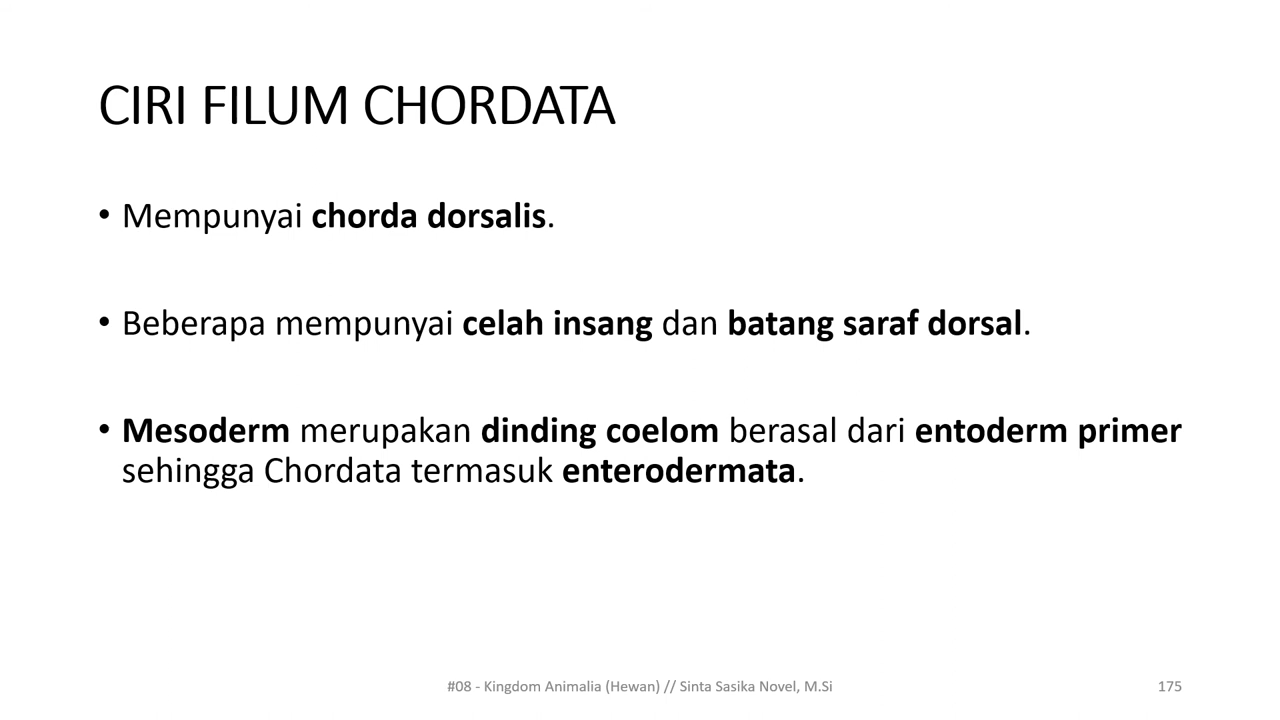 CIRI FILUM CHORDATA
• Mempunyai chorda dorsalis.
• Beberapa mempunyai celah insang dan batang saraf dorsal.
• Mesoderm merupakan dinding coelom berasal dari entoderm primer
sehingga Chordata termasuk enterodermata.
#08 - Kingdom Animalia (Hewan) // Sinta Sasika Novel, M.Si
175